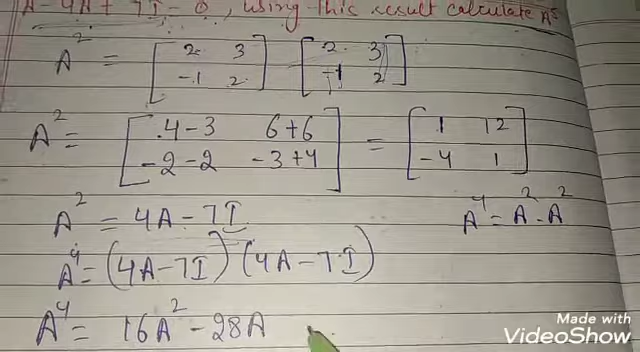 A²-4A+7I=0, using this result calculate A⁵
A² = [2 3 -1 2] [2 3 -1 2]
A² = [4-3 6+6 -2-2 -3+4] = [1 12 -4 1]
A² = 4A-7I
A⁴ = A².A²
A⁴ = (4A-7I) (4A-7I)
A⁴ = 16A² - 28A
Made with
VideoShow